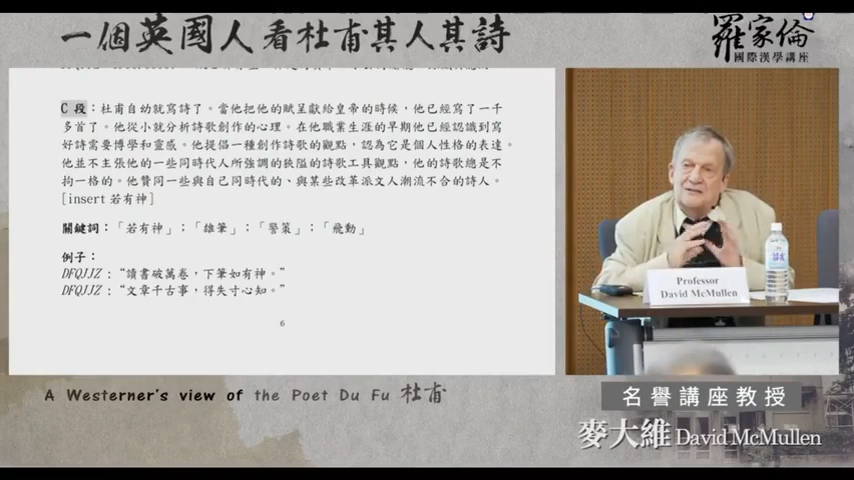 一個英國人看杜甫其人其詩
羅家倫
國際漢學講座
C 段：杜甫自幼就寫詩了。當他把他的賦呈獻給皇帝的時候，他已經寫了一千
多首了。他從小就分析詩歌創作的心理。在他職業生涯的早期他已經認識到寫
好詩需要博學和靈感。他提倡一種創作詩歌的觀點，認為它是個人性格的表達。
他並不主張他的一些同時代人所強調的狹隘的詩歌工具觀點，他的詩歌總是不
拘一格的。他贊同一些與自己同時代的、與某些改革派文人潮流不合的詩人。
[insert 若有神]
關鍵詞：「若有神」；「雄筆」；「警策」；「飛動」
例子：
DFQJJZ：“讀書破萬卷，下筆如有神。”
DFQJJZ：“文章千古事，得失寸心知。”
6
Professor
David McMullen
A Westerner's view of the Poet Du Fu 杜甫
名譽講座教授
麥大維 David McMullen